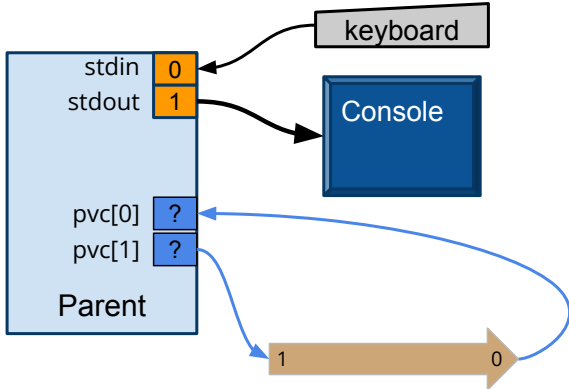 keyboard
stdin 0
stdout 1
Console
pvc[0] ?
pvc[1] ?
Parent
1 0